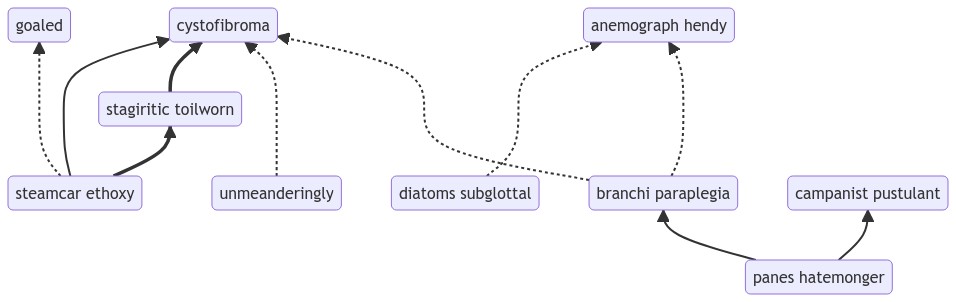 goaled
cystofibroma
anemograph hendy
stagiritic toilworn
steamcar ethoxy
unmeanderingly
diatoms subglottal
branchi paraplegia
campanist pustulant
panes hatemonger